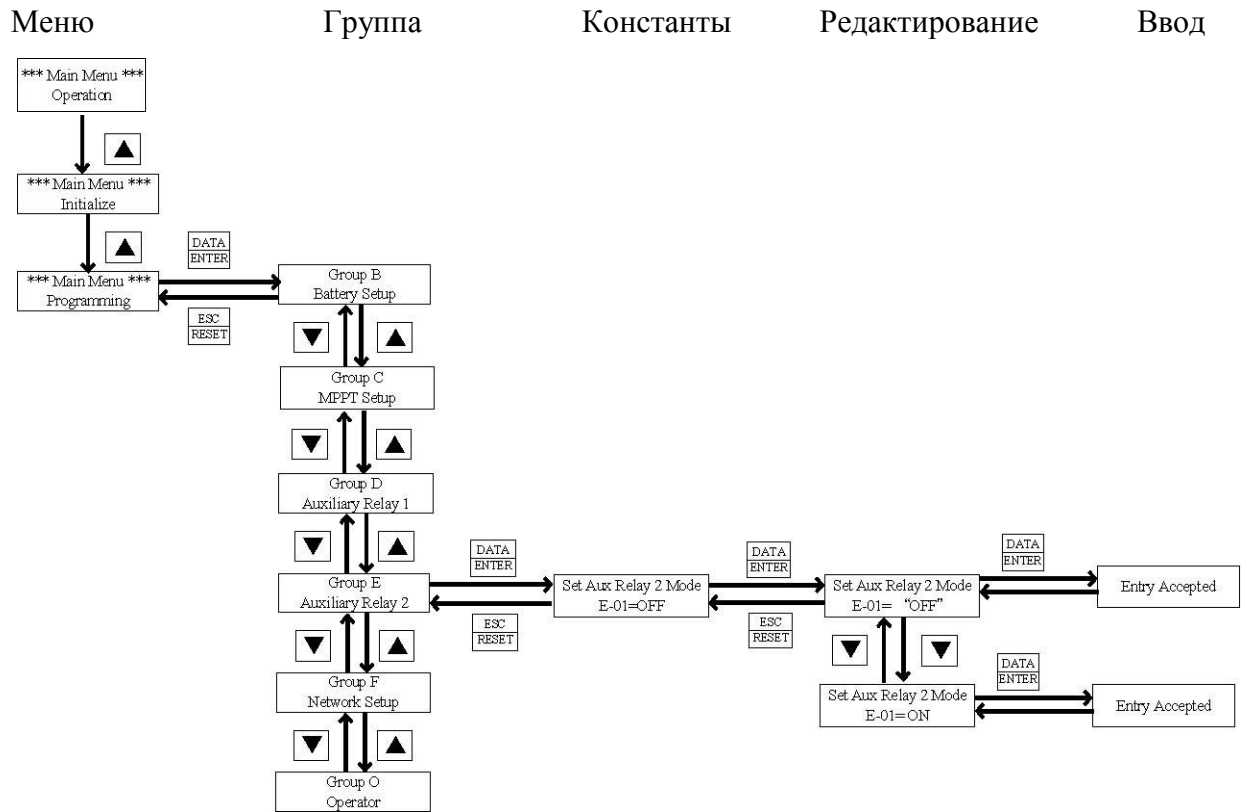 Меню Группа Константы Редактирование Ввод
*** Main Menu ***
Operation
*** Main Menu ***
Initialize
*** Main Menu ***
Programming
DATA
ENTER
ESC
RESET
Group B
Battery Setup
Group C
MPPT Setup
Group D
Auxiliary Relay 1
Group E
Auxiliary Relay 2
DATA
ENTER
ESC
RESET
Set Aux Relay 2 Mode
E-01=OFF
DATA
ENTER
ESC
RESET
Set Aux Relay 2 Mode
E-01= “OFF”
DATA
ENTER
Entry Accepted
Set Aux Relay 2 Mode
E-01=ON
DATA
ENTER
Entry Accepted
Group F
Network Setup
Group O
Operator